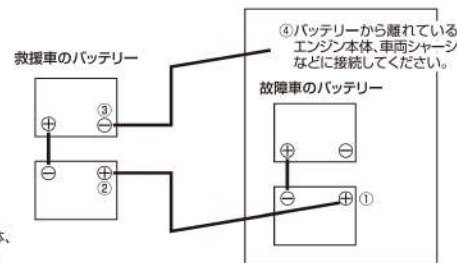 ④バッテリーから離れている
エンジン本体、車両シャーシ
などに接続してください。
救援車のバッテリー
故障車のバッテリー
③
⊕ ⊖
⊖ ⊕
②
⊕ ⊖
⊖ ⊕ ①
体、